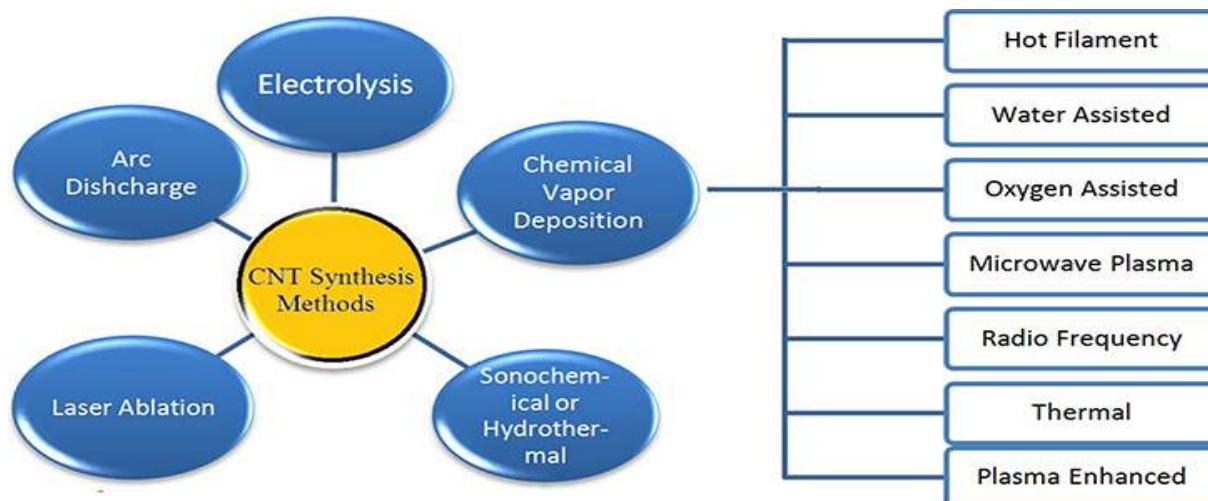 Electrolysis
Arc
Dishcharge
Chemical
Vapor
Deposition
CNT Synthesis
Methods
Laser Ablation
Sonochem-
ical or
Hydrother-
mal
Hot Filament
Water Assisted
Oxygen Assisted
Microwave Plasma
Radio Frequency
Thermal
Plasma Enhanced